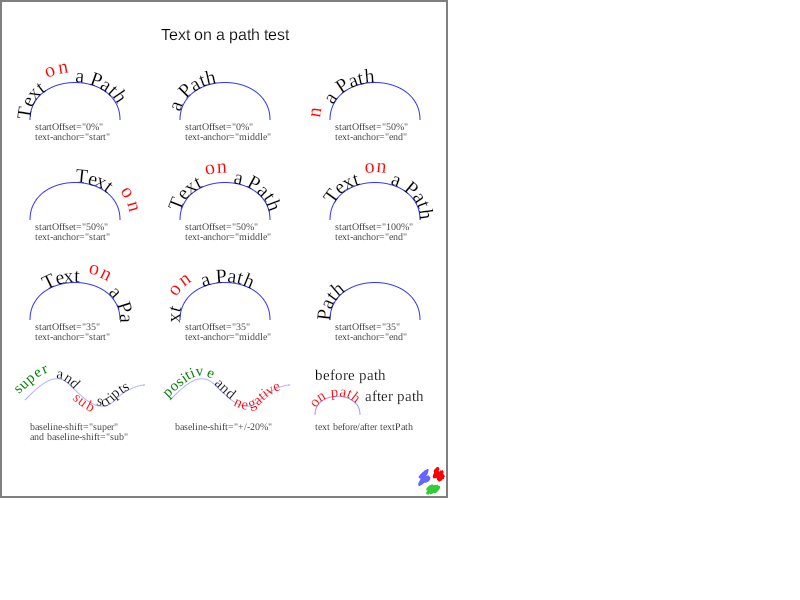 Text on a path test
Text on a Path
a Path
n a Path
startOffset="0%"
text-anchor="start"
startOffset="0%"
text-anchor="middle"
startOffset="50%"
text-anchor="end"
Text on
Text on a Path
Text on a Path
startOffset="50%"
text-anchor="start"
startOffset="50%"
text-anchor="middle"
startOffset="100%"
text-anchor="end"
Text on a Pa
xt on a Path
Path
startOffset="35"
text-anchor="start"
startOffset="35"
text-anchor="middle"
startOffset="35"
text-anchor="end"
super and sub scripts
positive and negative
before path
on path after path
baseline-shift="super"
and baseline-shift="sub"
baseline-shift="+/-20%"
text before/after textPath